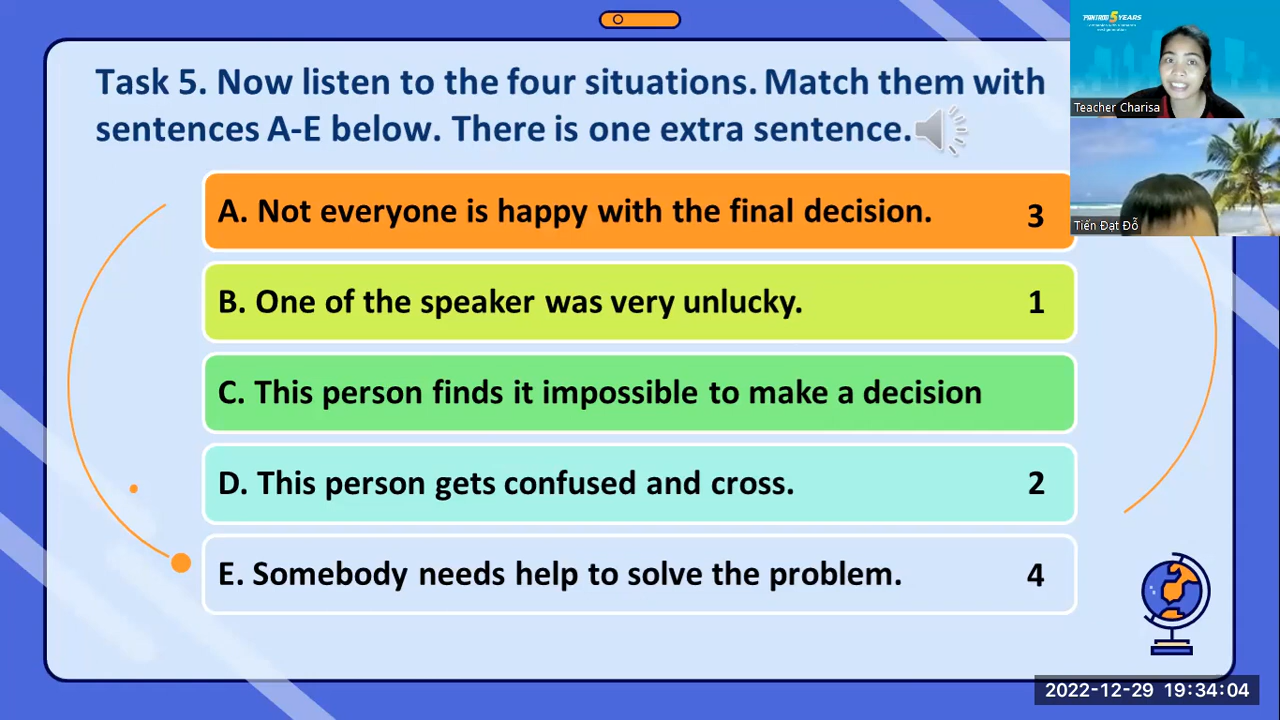 Task 5. Now listen to the four situations. Match them with
sentences A-E below. There is one extra sentence.
A. Not everyone is happy with the final decision. 3
B. One of the speaker was very unlucky. 1
C. This person finds it impossible to make a decision
D. This person gets confused and cross. 2
E. Somebody needs help to solve the problem. 4
5 YEARS
Teacher Charisa
Tiến Đạt Đỗ
2022-12-29 19:34:04